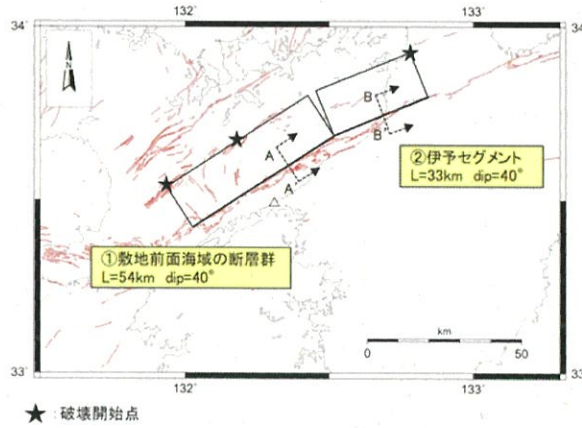 132°
133°
34°
34
N
B
B
A
A
②伊予セグメント
L=33km dip=40°
①敷地前面海域の断層群
L=54km dip=40°
km
0
50
33°
33
132°
133°
★ 破壊開始点